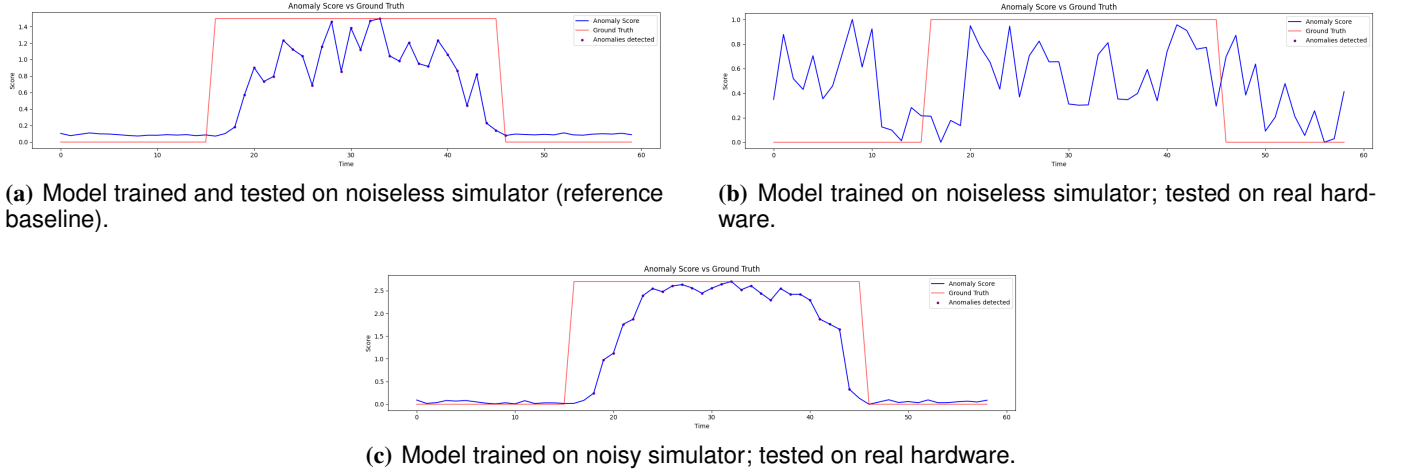 Anomaly Score vs Ground Truth
1.4
1.2
1.0
0.8
0.6
0.4
0.2
0.0
Score
0 10 20 30 40 50 60
Time
Anomaly Score
Ground Truth
Anomalies detected
(a) Model trained and tested on noiseless simulator (reference
baseline).
Anomaly Score vs Ground Truth
1.0
0.8
0.6
0.4
0.2
0.0
Score
0 10 20 30 40 50 60
Time
Anomaly Score
Ground Truth
Anomalies detected
(b) Model trained on noiseless simulator; tested on real hard-
ware.
Anomaly Score vs Ground Truth
2.5
2.0
1.5
1.0
0.5
0.0
Score
0 10 20 30 40 50 60
Time
Anomaly Score
Ground Truth
Anomalies detected
(c) Model trained on noisy simulator; tested on real hardware.